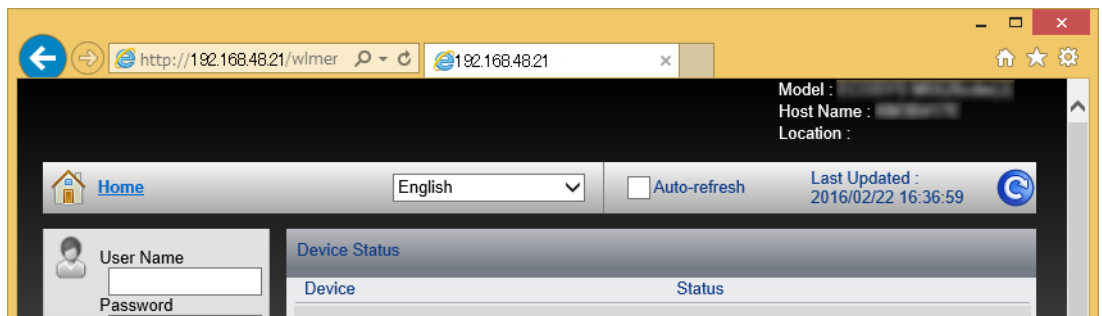 http://192.168.48.21/wlmer
192.168.48.21
Model :
Host Name :
Location :
Home
English
Auto-refresh
Last Updated :
2016/02/22 16:36:59
User Name
Device Status
Device Status
Password